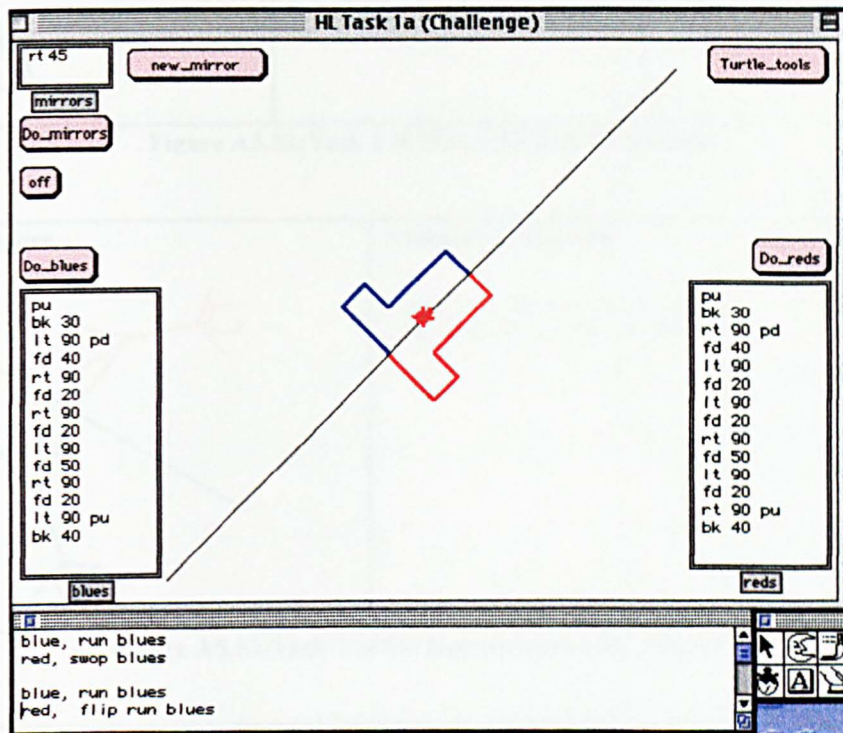 HL Task 1a (Challenge)
rt 45
new_mirror
Turtle_tools
mirrors
Do_mirrors
off
Do_blues
Do_reds
pu
bk 30
lt 90 pd
fd 40
rt 90
fd 20
rt 90
fd 20
lt 90
fd 50
rt 90
fd 20
lt 90 pu
bk 40
blues
pu
bk 30
rt 90 pd
fd 40
lt 90
fd 20
lt 90
fd 20
rt 90
fd 50
lt 90
fd 20
rt 90 pu
bk 40
reds
blue, run blues
red, swop blues
blue, run blues
red, flip run blues
A